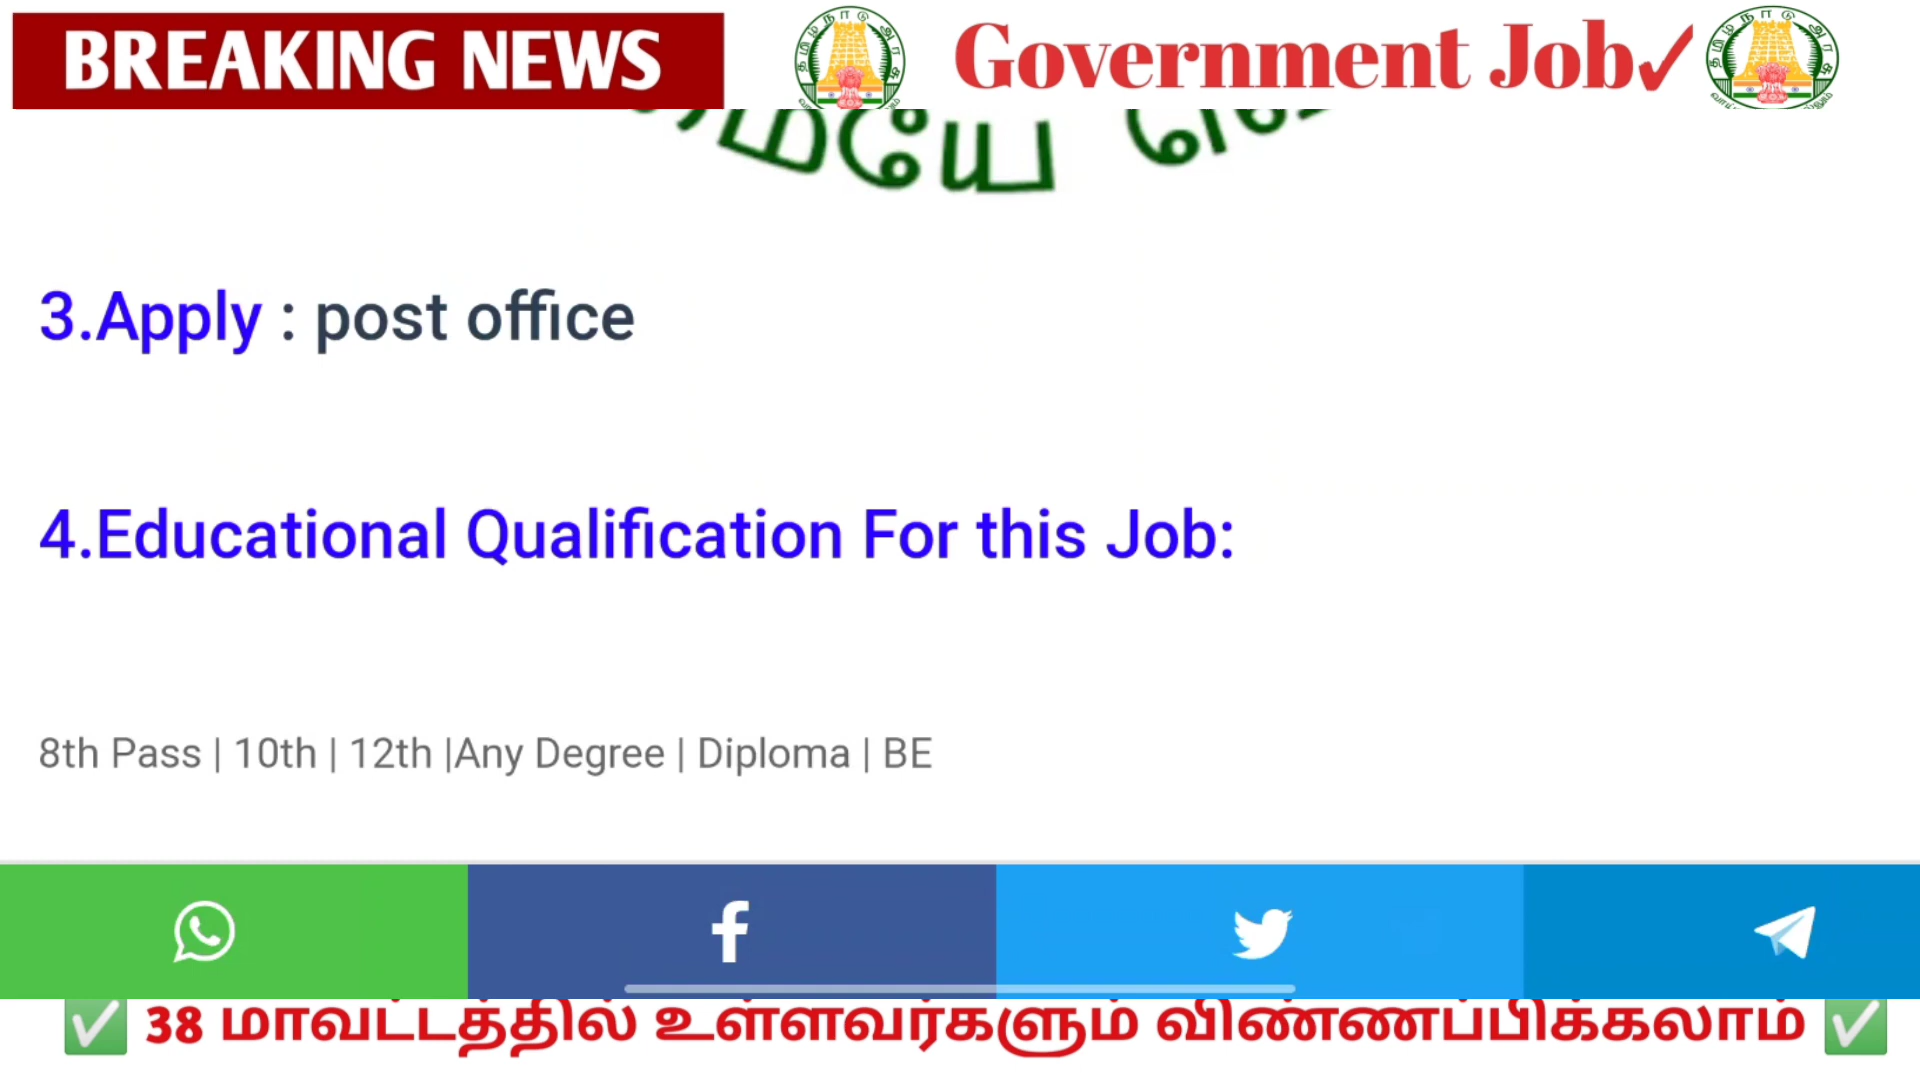 BREAKING NEWS
Government Job✓
3.Apply : post office
4.Educational Qualification For this Job:
8th Pass | 10th | 12th |Any Degree | Diploma | BE
✅ 38 மாவட்டத்தில் உள்ளவர்களும் விண்ணப்பிக்கலாம் ✅